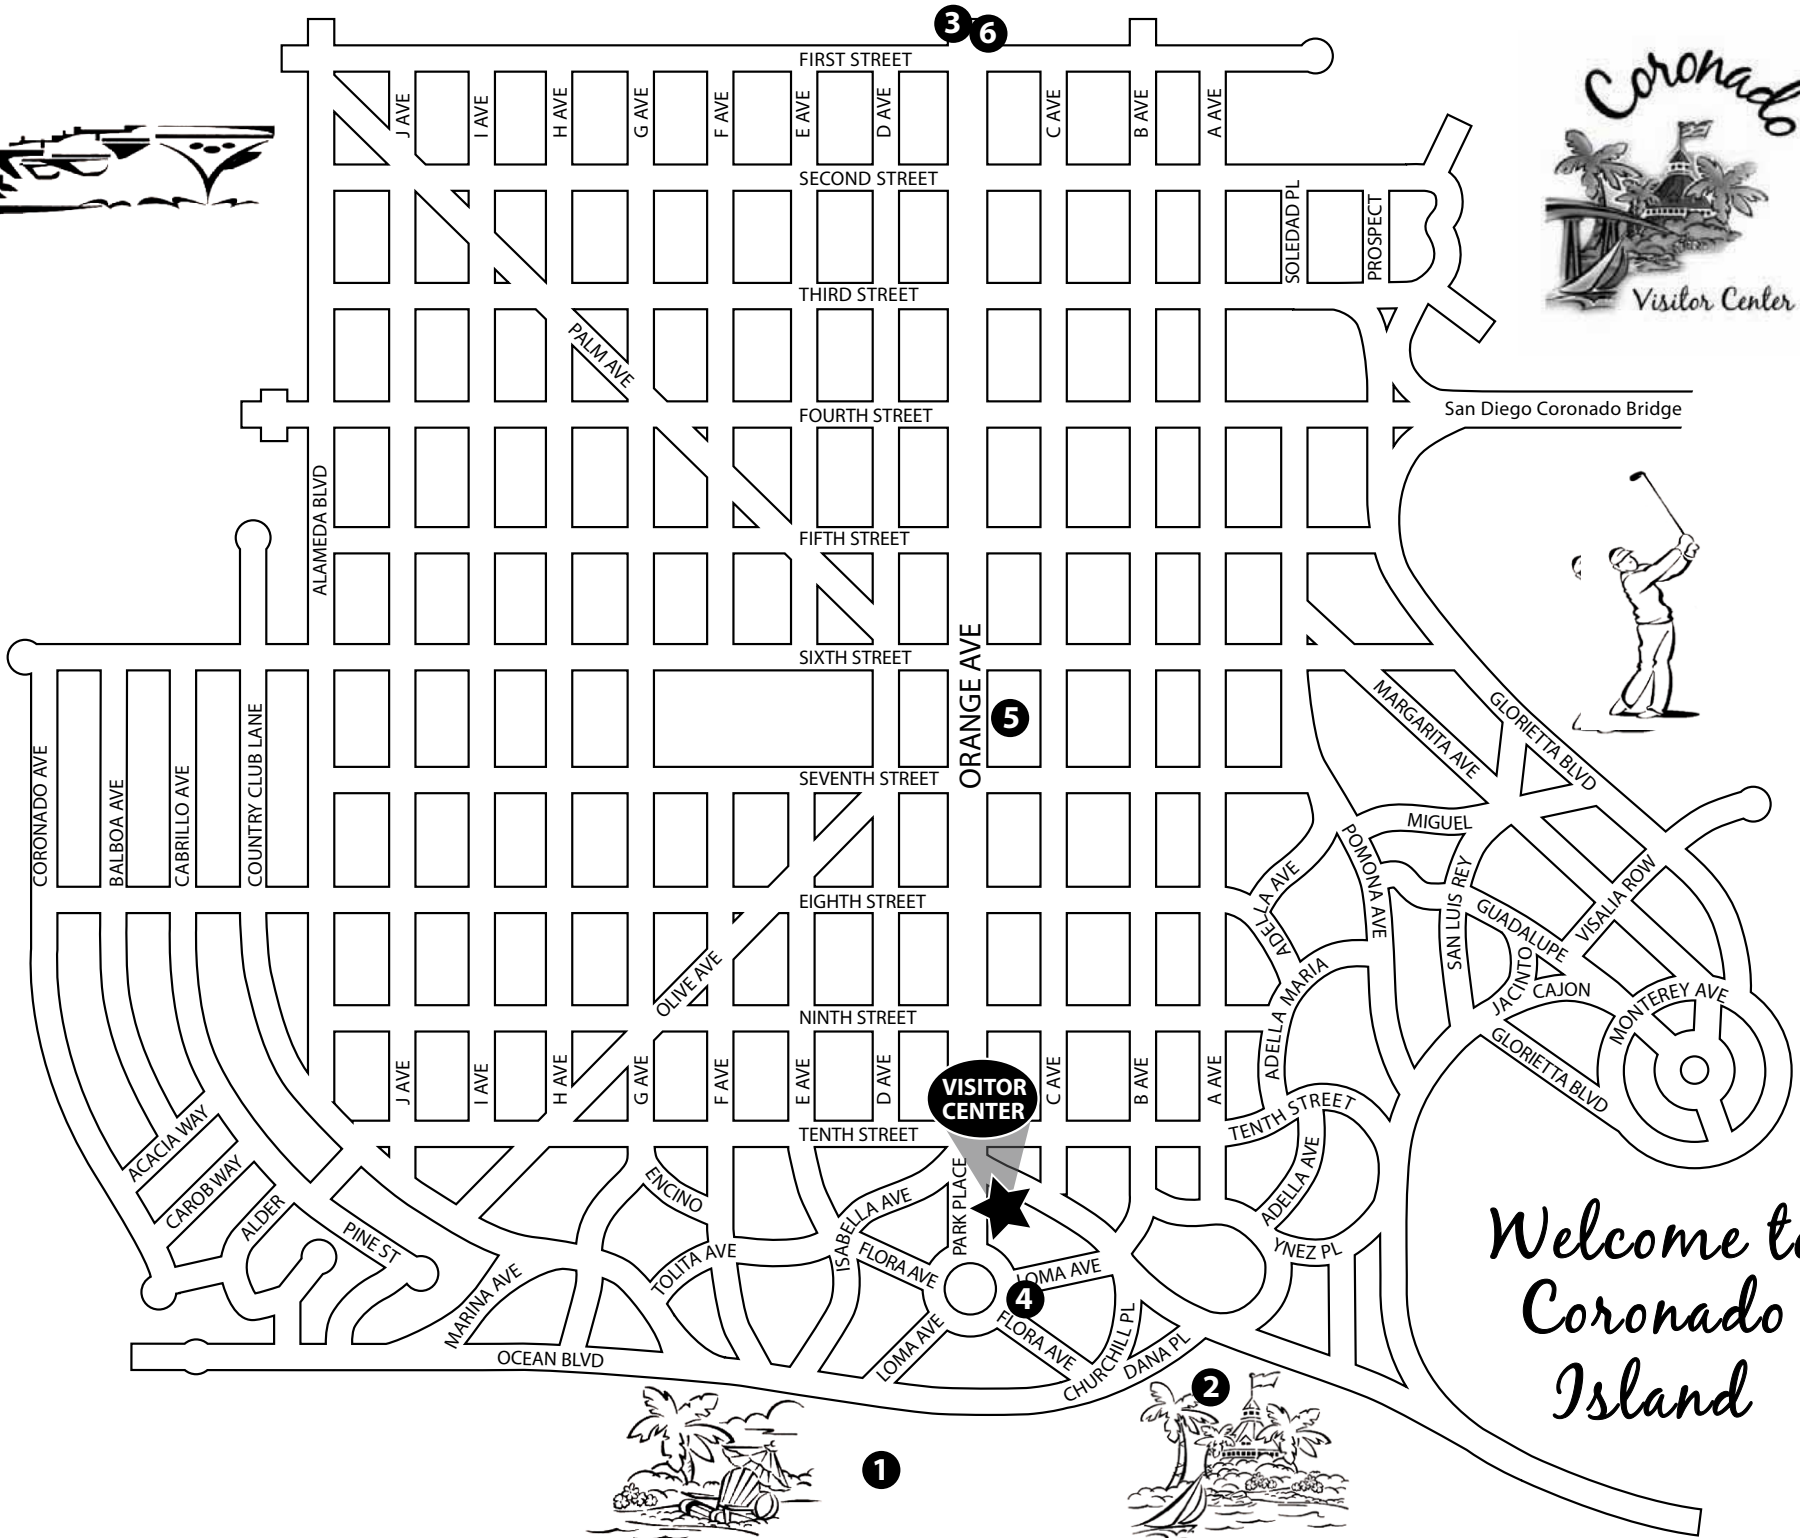 3
6
FIRST STREET
J AVE
I AVE
H AVE
G AVE
F AVE
E AVE
D AVE
C AVE
B AVE
A AVE
Coronado
Visitor Center
SECOND STREET
SOLEDAD PL
PROSPECT
THIRD STREET
PALM AVE
FOURTH STREET
San Diego Coronado Bridge
ALAMEDA BLVD
FIFTH STREET
SIXTH STREET
ORANGE AVE
5
MARGARITA AVE
GLORIETTA BLVD
CORONADO AVE
BALBOA AVE
CABRILLO AVE
COUNTRY CLUB LANE
SEVENTH STREET
MIGUEL
POMONA AVE
ADELLA AVE
SAN LUIS REY
VISALIA ROW
EIGHTH STREET
GUADALUPE
OLIVE AVE
ADELLA MARIA
JACINTO
CAJON
MONTEREY AVE
NINTH STREET
GLORIETTA BLVD
J AVE
I AVE
H AVE
G AVE
F AVE
E AVE
D AVE
VISITOR
CENTER
C AVE
B AVE
A AVE
TENTH STREET
TENTH STREET
ACACIA WAY
CAROB WAY
ALDER
PINE ST
ENCINO
ISABELLA AVE
PARK PLACE
ADELLA AVE
YNEZ PL
MARINA AVE
TOLITA AVE
FLORA AVE
LOMA AVE
4
LOMA AVE
FLORA AVE
CHURCHILL PL
DANA PL
OCEAN BLVD
2
1
Welcome to
Coronado
Island